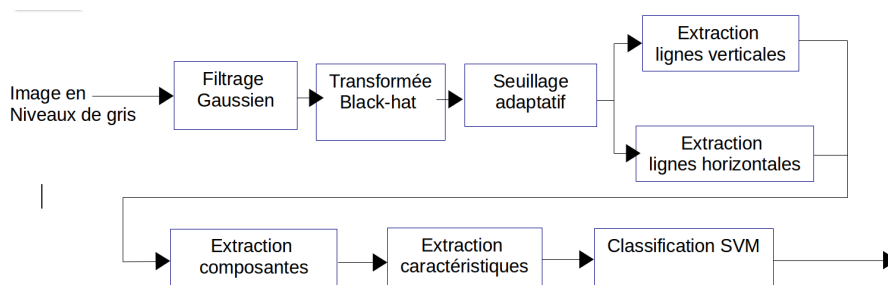 Image en
Niveaux de gris
Filtrage
Gaussien
Transformée
Black-hat
Seuillage
adaptatif
Extraction
lignes verticales
Extraction
lignes horizontales
Extraction
composantes
Extraction
caractéristiques
Classification SVM